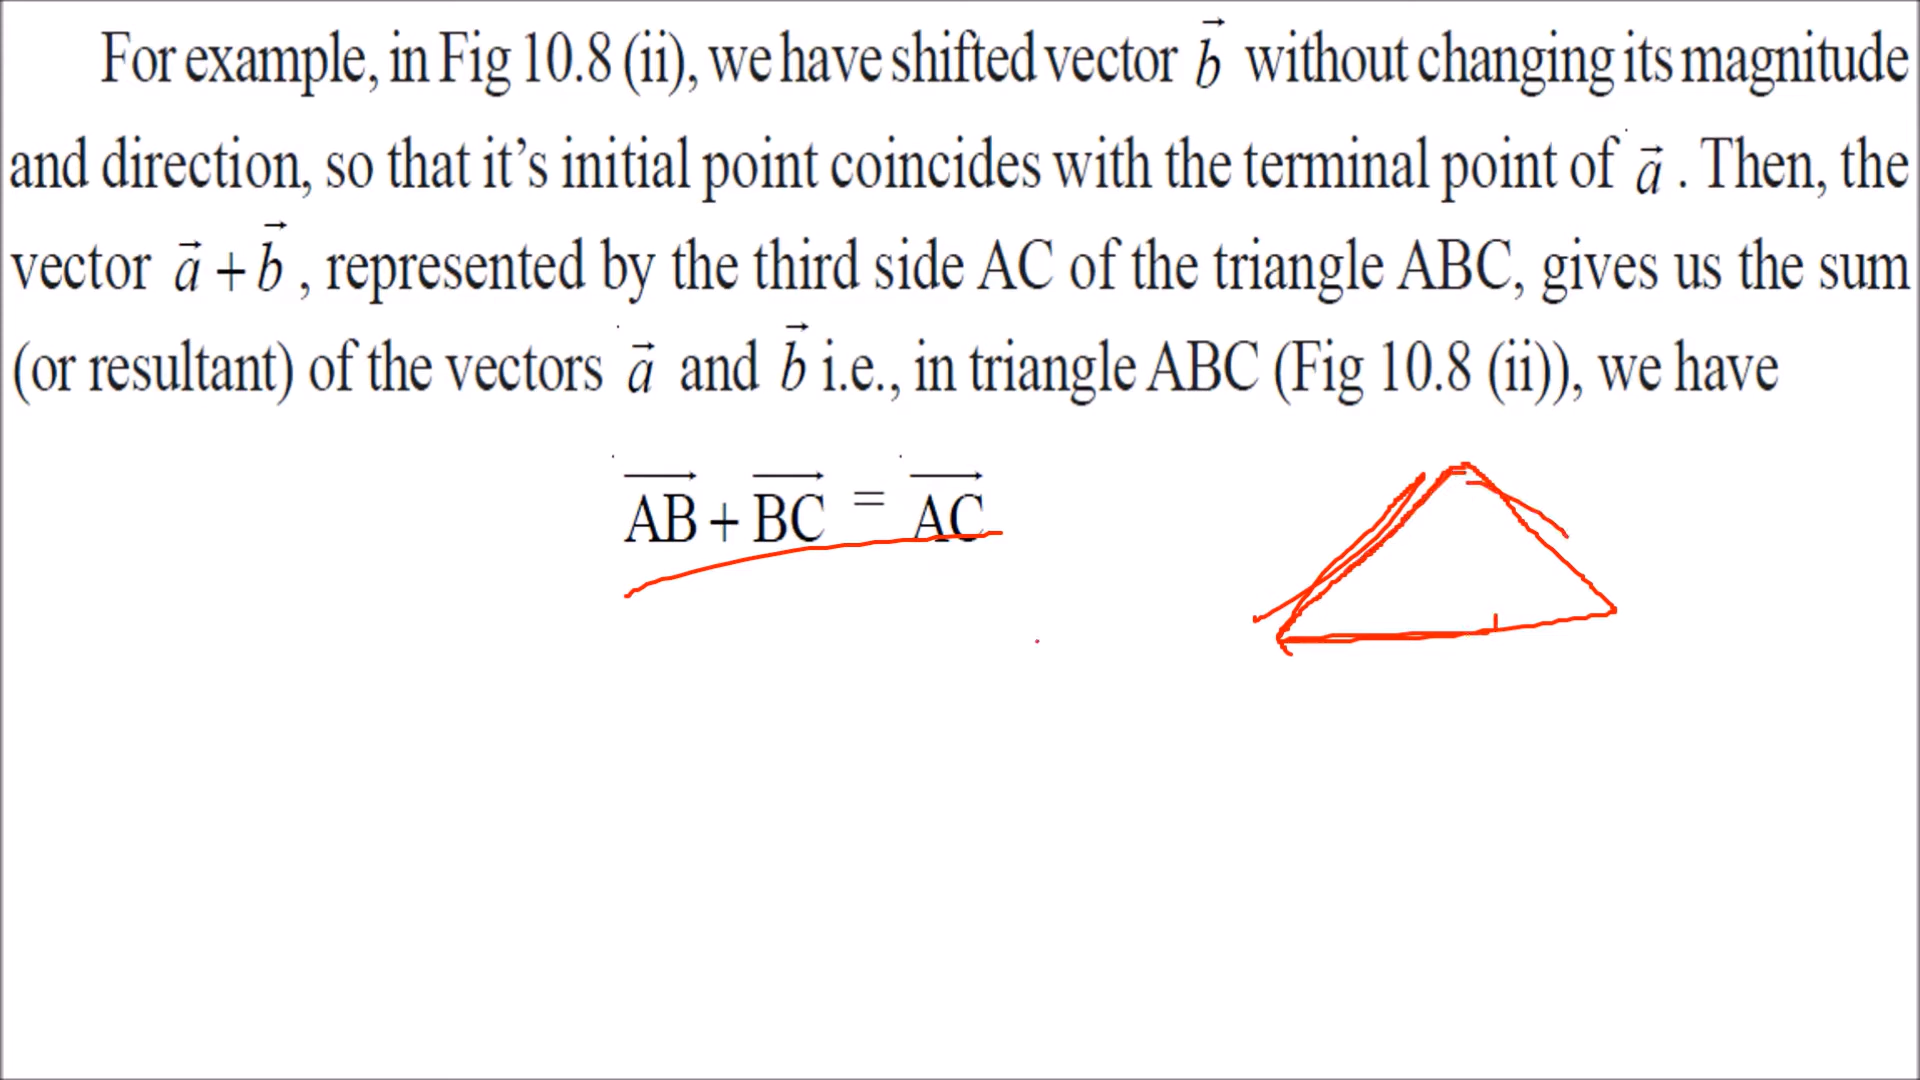 For example, in Fig 10.8 (ii), we have shifted vector b⃗ without changing its magnitude
and direction, so that it’s initial point coincides with the terminal point of a⃗ . Then, the
vector a⃗ + b⃗ , represented by the third side AC of the triangle ABC, gives us the sum
(or resultant) of the vectors a⃗ and b⃗ i.e., in triangle ABC (Fig 10.8 (ii)), we have
A⃗B⃗ + B⃗C⃗ = A⃗C⃗